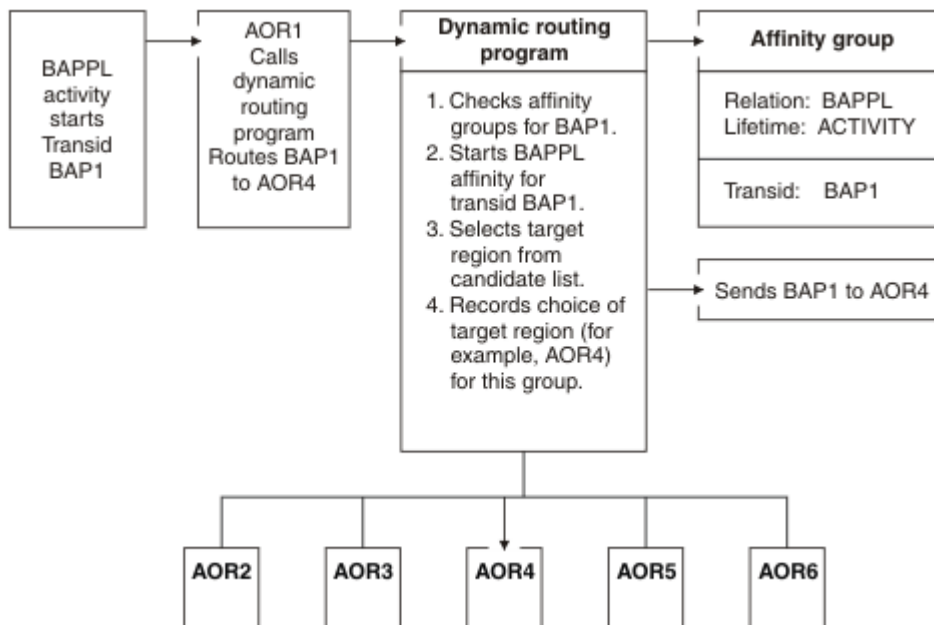 BAPPL
activity
starts
Transid
BAP1
AOR1
Calls
dynamic
routing
program
Routes BAP1
to AOR4
Dynamic routing
program
1. Checks affinity
groups for BAP1.
2. Starts BAPPL
affinity for
transid BAP1.
3. Selects target
region from
candidate list.
4. Records choice of
target region (for
example, AOR4)
for this group.
Affinity group
Relation: BAPPL
Lifetime: ACTIVITY
Transid: BAP1
Sends BAP1 to AOR4
AOR2
AOR3
AOR4
AOR5
AOR6